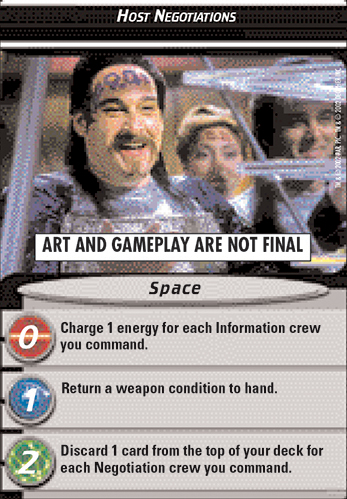 HOST NEGOTIATIONS
ART AND GAMEPLAY ARE NOT FINAL
Space
0
Charge 1 energy for each Information crew
you command.
1
Return a weapon condition to hand.
2
Discard 1 card from the top of your deck for
each Negotiation crew you command.